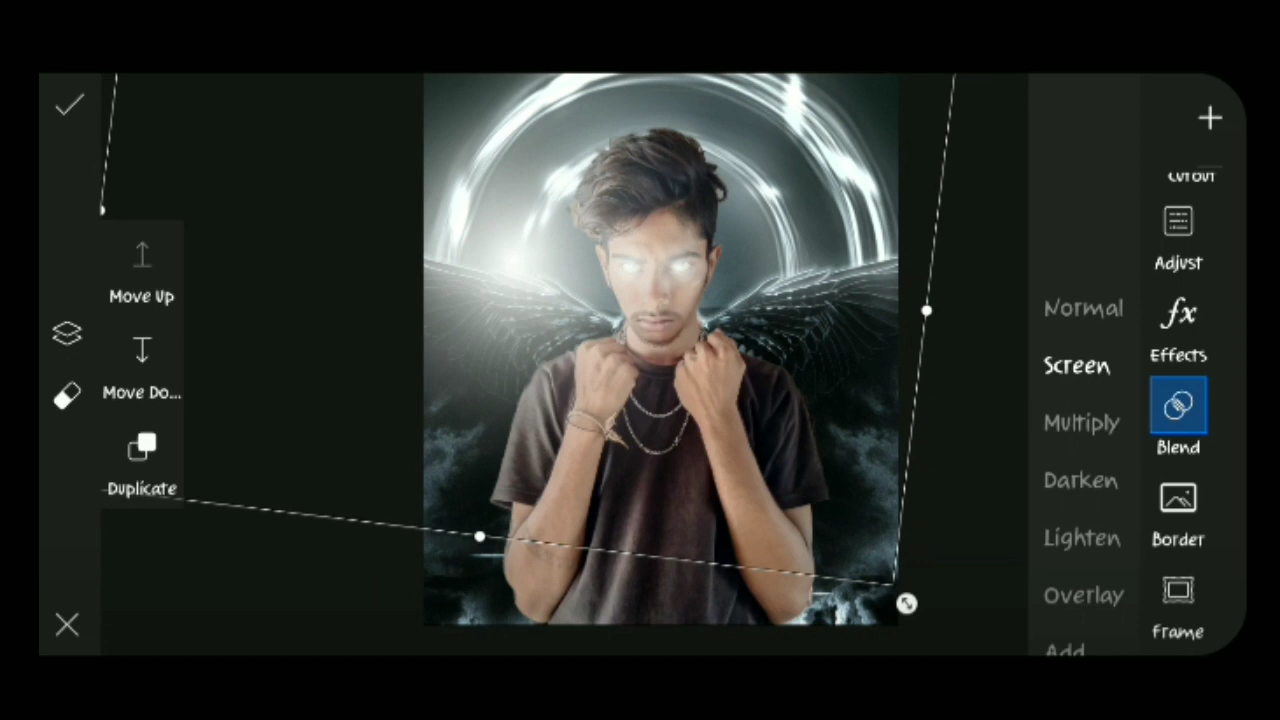 Move Up
Move Do...
Duplicate
Normal
Screen
Multiply
Darken
Lighten
Overlay
Add
Cutout
Adjust
fx
Effects
Blend
Border
Frame